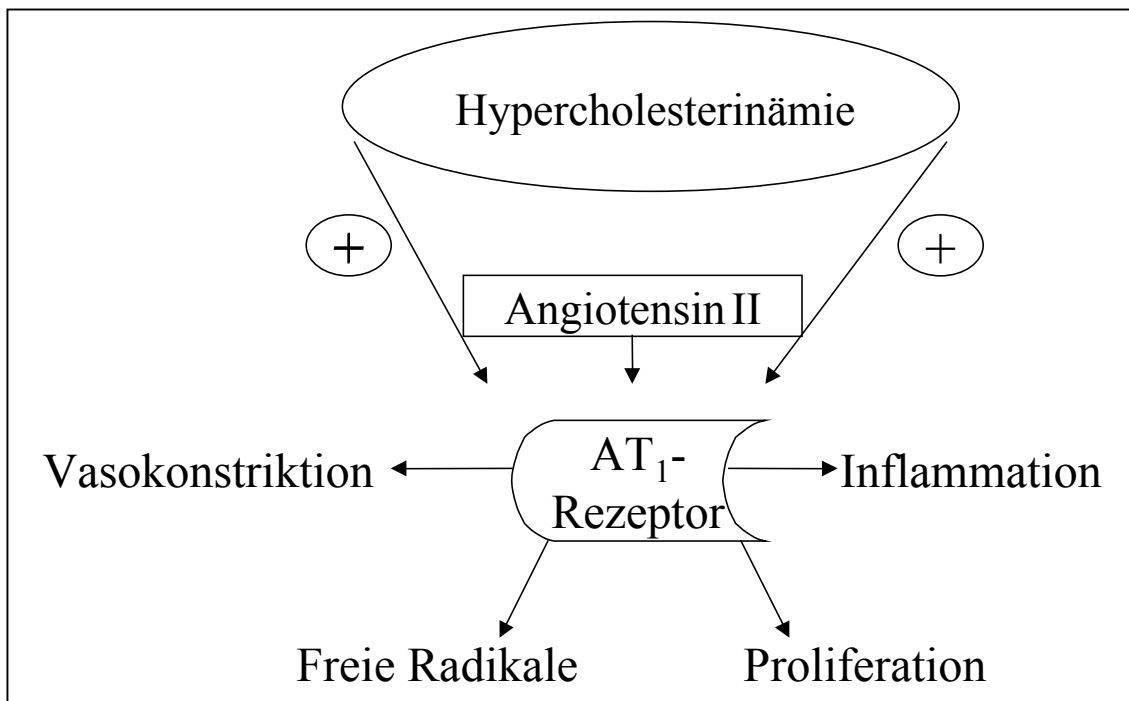 Hypercholesterinämie
+ +
Angiotensin II
AT₁-
Rezeptor
Vasokonstriktion
Inflammation
Freie Radikale
Proliferation